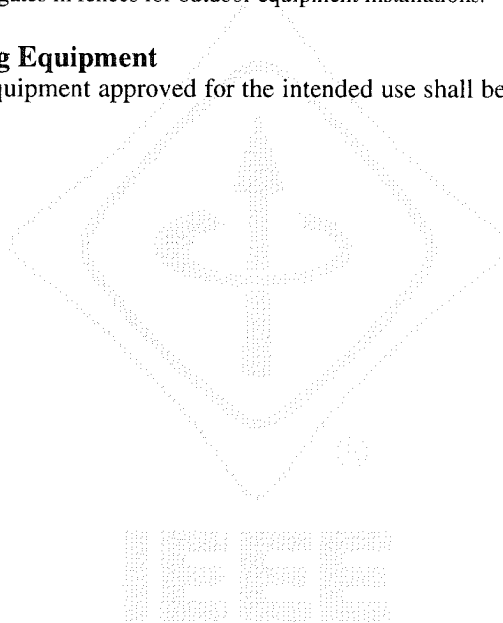 gates in fences for outdoor equipment installations.
g Equipment
quipment approved for the intended use shall be
IEEE